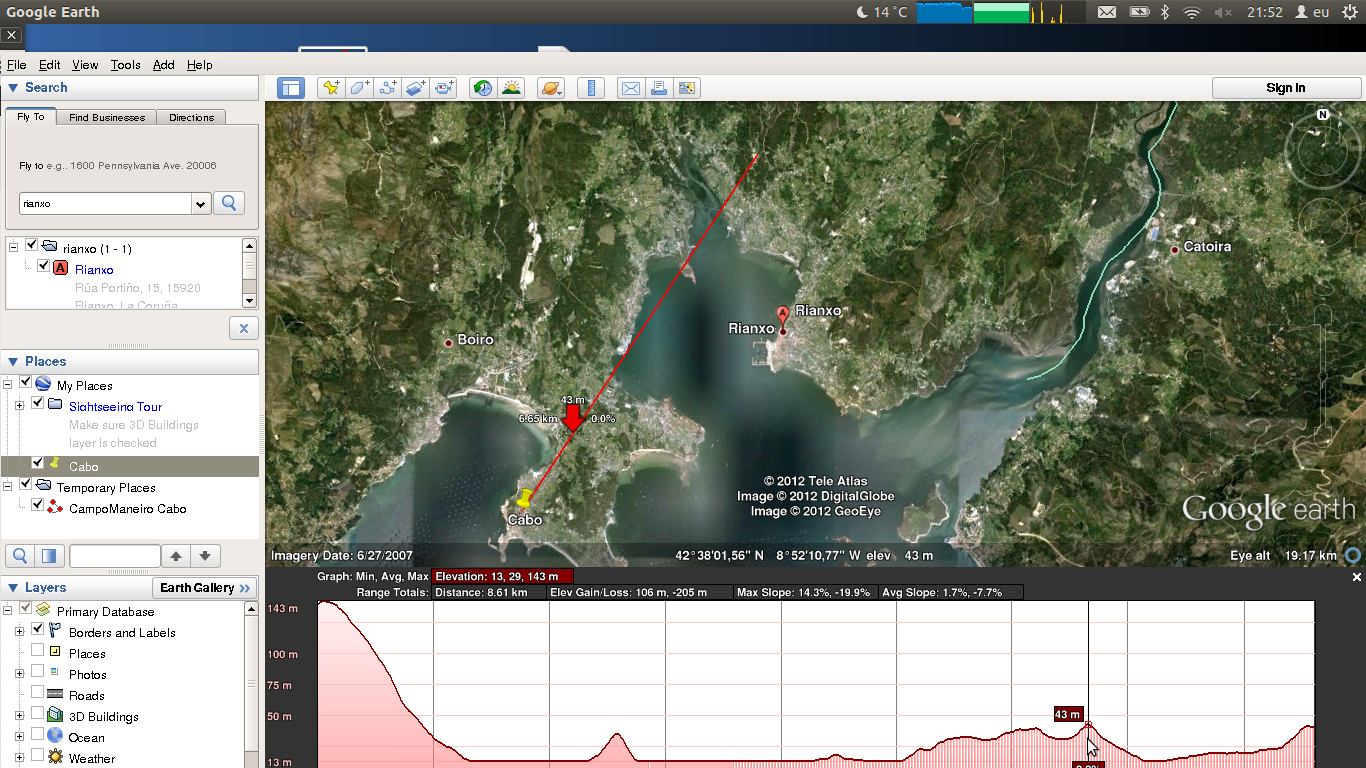 Google Earth
14 °C
21:52
eu
File Edit View Tools Add Help
Search
Fly To
Find Businesses
Directions
Fly to e.g., 1600 Pennsylvania Ave. 20006
rianxo
rianxo (1 - 1)
A
Rianxo
Rúa Portiño, 15, 15920
Rianxo, La Coruña
Places
My Places
Sightseeing Tour
Make sure 3D Buildings
layer is checked
Cabo
Temporary Places
CampoManeiro Cabo
Layers
Earth Gallery
Primary Database
Borders and Labels
Places
Photos
Roads
3D Buildings
Ocean
Weather
Sign In
N
Catoira
A
Rianxo
Rianxo
Boiro
43 m
6.65 km
0.0%
Cabo
© 2012 Tele Atlas
Image © 2012 DigitalGlobe
Image © 2012 GeoEye
Google earth
Imagery Date: 6/27/2007
42°38'01,56" N 8°52'10,77" W elev 43 m
Eye alt 19.17 km
Graph: Min, Avg, Max Elevation: 13, 29, 143 m
Range Totals: Distance: 8.61 km Elev Gain/Loss: 106 m, -205 m Max Slope: 14.3%, -19.9% Avg Slope: 1.7%, -7.7%
143 m
100 m
75 m
50 m
13 m
43 m